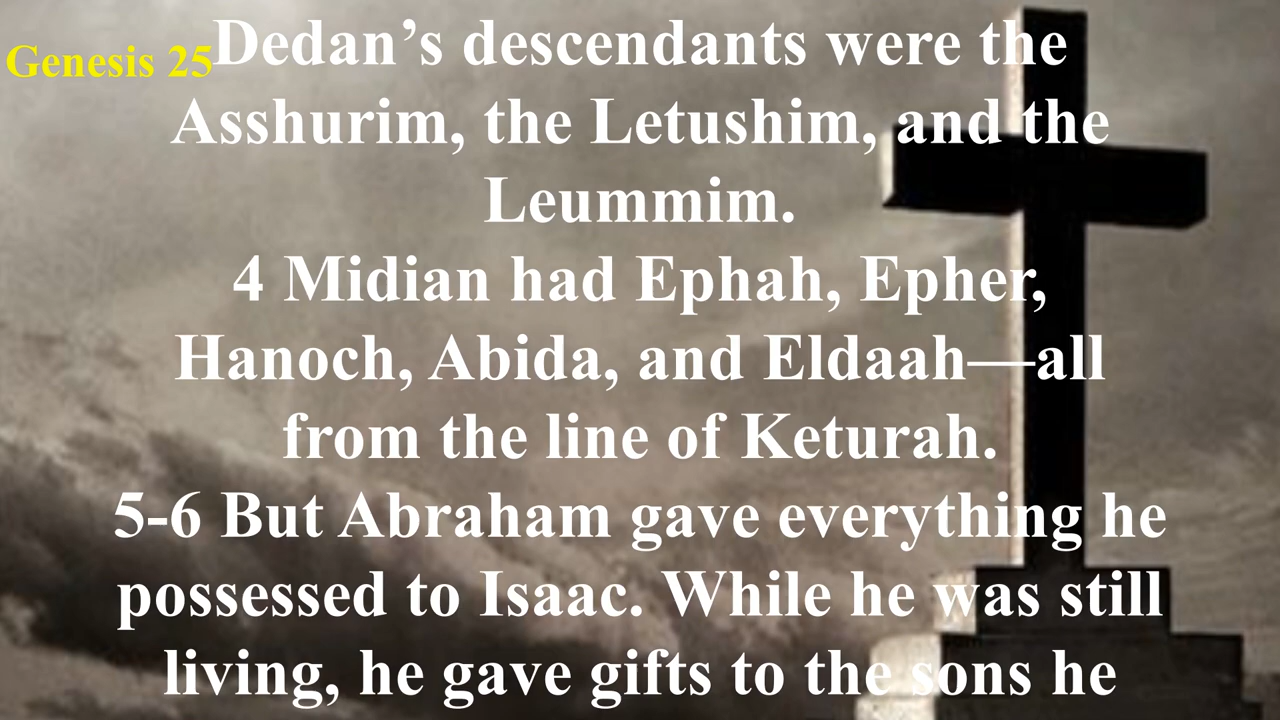 Genesis 25
Dedan’s descendants were the
Asshurim, the Letushim, and the
Leummim.
4 Midian had Ephah, Epher,
Hanoch, Abida, and Eldaah—all
from the line of Keturah.
5-6 But Abraham gave everything he
possessed to Isaac. While he was still
living, he gave gifts to the sons he